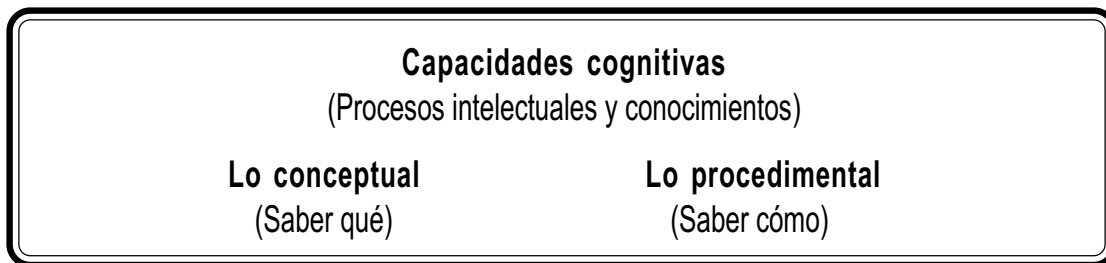 Capacidades cognitivas
(Procesos intelectuales y conocimientos)
Lo conceptual Lo procedimental
(Saber qué) (Saber cómo)